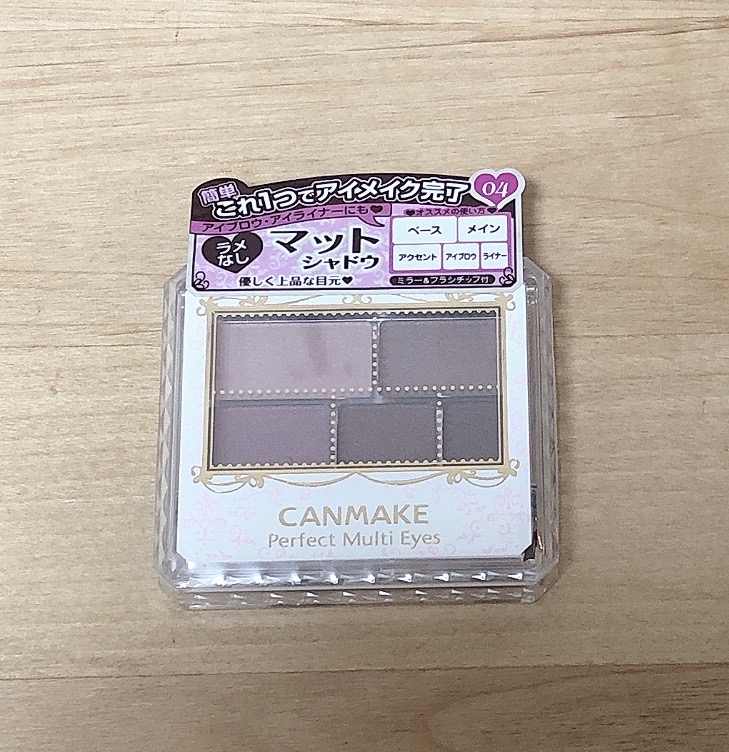 簡単
これ1つでアイメイク完了
04
アイブロウ・アイライナーにも♥
ラメ
なし
マット
シャドウ
優しく上品な目元♥
♥オススメの使い方♥
ベース
メイン
アクセント
アイブロウ
ライナー
ミラー&ブラシチップ付
CANMAKE
Perfect Multi Eyes